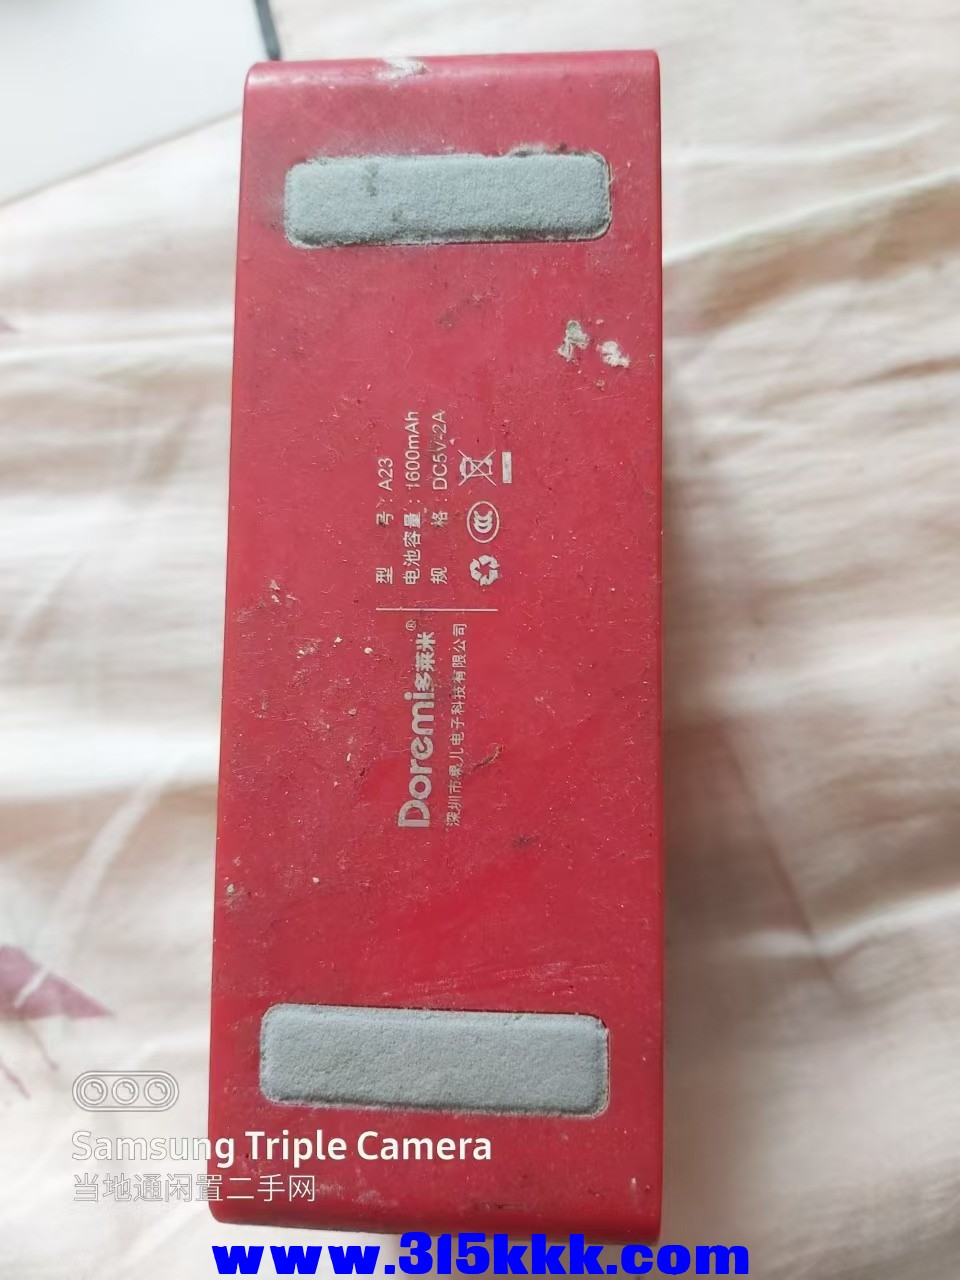 型 号：A23
电池容量：1600mAh
规 格：DC5V-2A
Doremi多莱米®
深圳市果儿电子科技有限公司
Samsung Triple Camera
当地通闲置二手网
www.315kkk.com